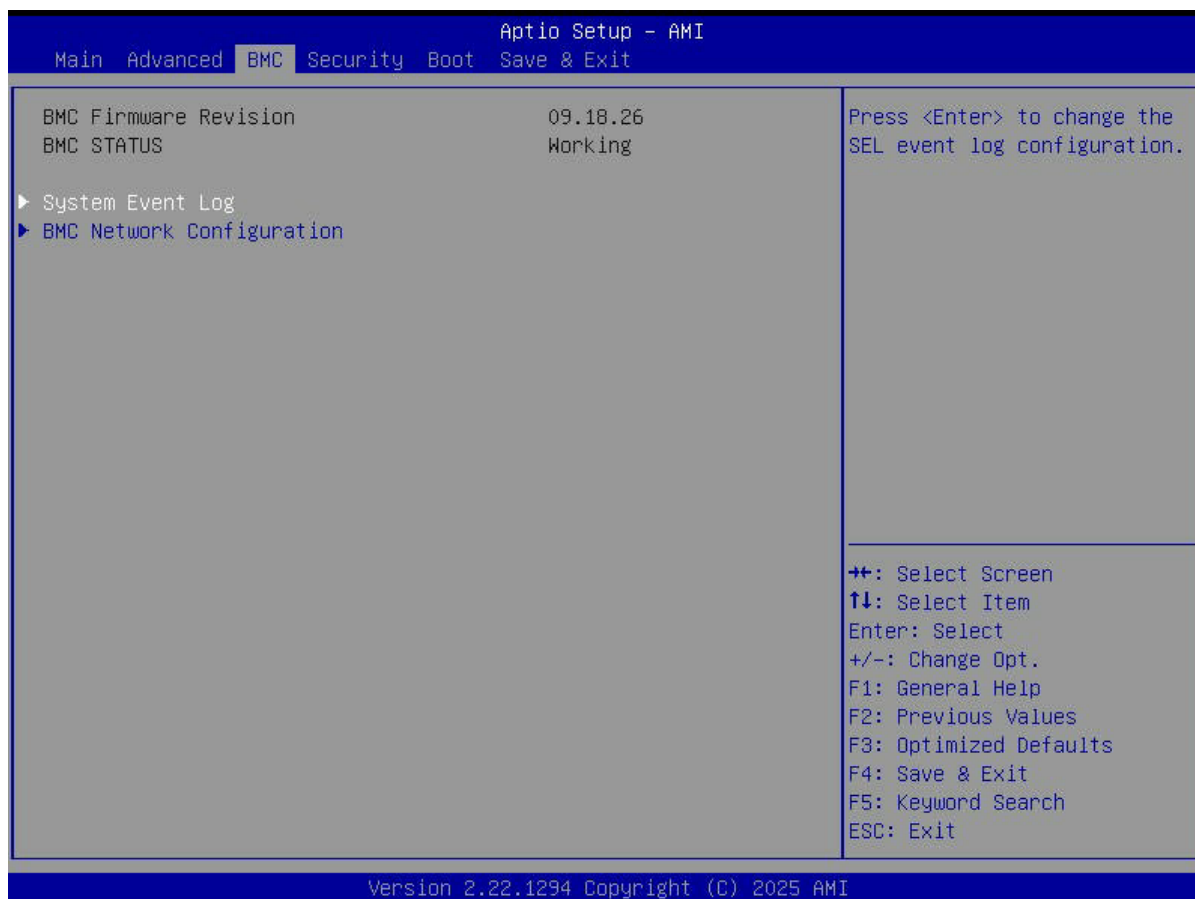 Aptio Setup – AMI
Main Advanced BMC Security Boot Save & Exit
BMC Firmware Revision 09.18.26
BMC STATUS Working
▶ System Event Log
▶ BMC Network Configuration
Press <Enter> to change the
SEL event log configuration.
→←: Select Screen
↑↓: Select Item
Enter: Select
+/-: Change Opt.
F1: General Help
F2: Previous Values
F3: Optimized Defaults
F4: Save & Exit
F5: Keyword Search
ESC: Exit
Version 2.22.1294 Copyright (C) 2025 AMI